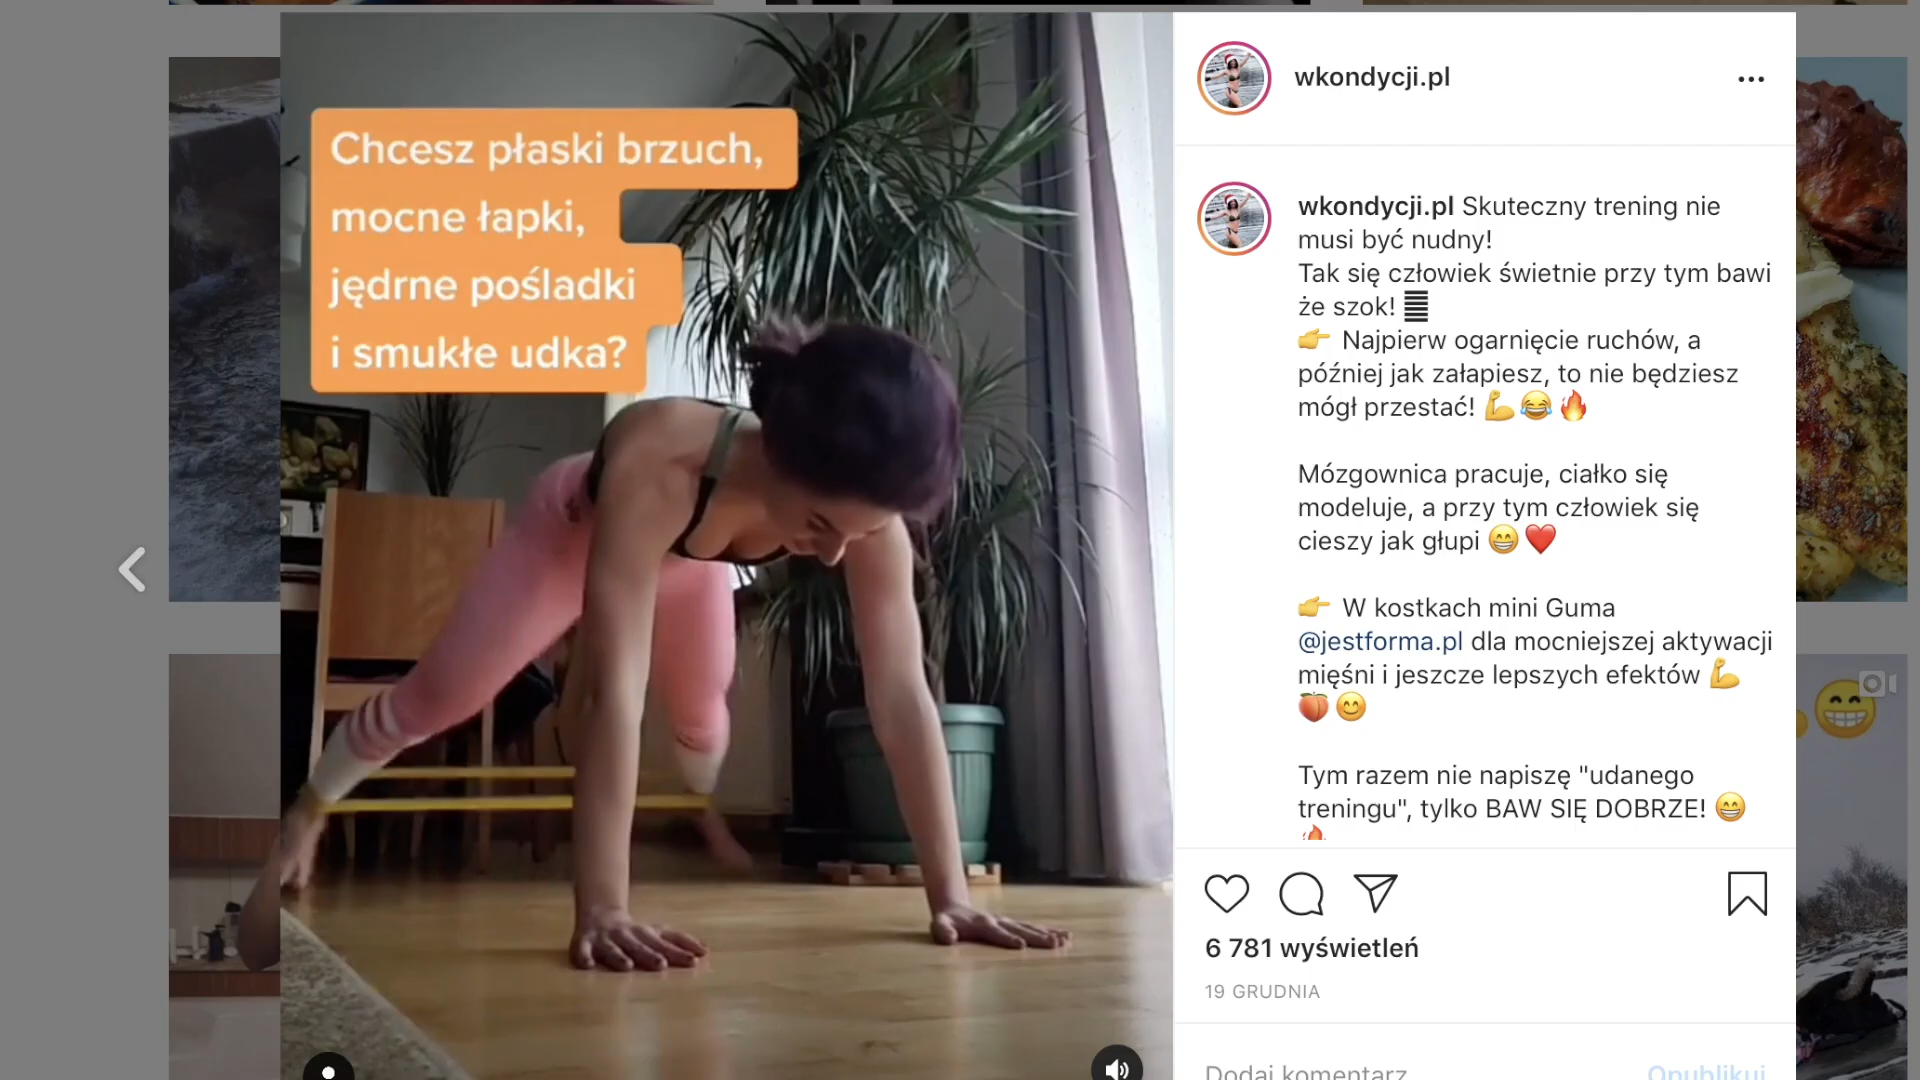 Chcesz płaski brzuch,
mocne łapki,
jędrne pośladki
i smukłe udka?
wkondycji.pl
wkondycji.pl Skuteczny trening nie
musi być nudny!
Tak się człowiek świetnie przy tym bawi
że szok!
👉 Najpierw ogarnięcie ruchów, a
później jak załapiesz, to nie będziesz
mógł przestać! 💪😂🔥
Mózgownica pracuje, ciałko się
modeluje, a przy tym człowiek się
cieszy jak głupi 😁❤️
👉 W kostkach mini Guma
@jestforma.pl dla mocniejszej aktywacji
mięśni i jeszcze lepszych efektów 💪
🍑😊
Tym razem nie napiszę "udanego
treningu", tylko BAW SIĘ DOBRZE! 😁
🔥
6 781 wyświetleń
19 GRUDNIA
Dodaj komentarz...
Opublikuj